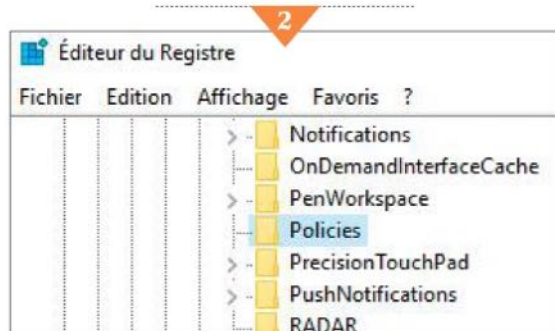 2
Éditeur du Registre
Fichier Edition Affichage Favoris ?
Notifications
OnDemandInterfaceCache
PenWorkspace
Policies
PrecisionTouchPad
PushNotifications
RADAR